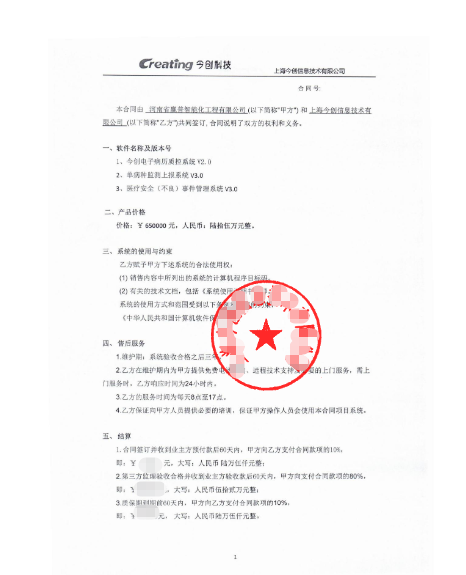 Creating 今创科技
上海今创信息技术有限公司
合同号:
本合同由 河南省赢普智能化工程有限公司 (以下简称“甲方”) 和 上海今创信息技术有
限公司 (以下简称“乙方”)共同签订, 合同说明了双方的权利和义务。
一、软件名称及版本号
1、今创电子病历质控系统 V2.0
2、单病种监测上报系统 V3.0
3、医疗安全（不良）事件管理系统 V3.0
二、产品价格
价格：￥ 650000 元，人民币：陆拾伍万元整。
三、系统的使用与约束
乙方赋予甲方下述系统的合法使用权：
(1) 销售内容中所列出的系统的计算机程序目标码
(2) 有关的技术文档，包括《系统使用
系统的使用方式和范围受到以下
《中华人民共和国计算机软件保
四、售后服务
1.维护期：系统验收合格之后三年
2.乙方在维护期内为甲方提供免费电 远程技术支持 要的上门服务，需上
门服务时，乙方响应时间为24小时内。
3.乙方的服务时间为每天8点至17点。
4.乙方保证向甲方人员提供必要的培训，保证甲方操作人员会使用本合同项目系统。
五、结算
1.合同签订并收到业主方预付款后60天内，甲方向乙方支付合同款项的10%，
即：￥ 元，大写：人民币 陆万伍仟元整；
2.第三方监理验收合格并收到业主方验收款后60天内，甲方支付合同款项的80%，
即：￥ ，大写：人民币伍拾贰万元整；
3.质保期到期前60天内，甲方向乙方支付合同款项的10%，
即：￥ 元，大写：人民币陆万伍仟元整。
1